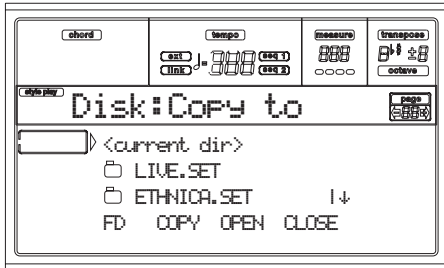 chord tempo measure transpose
ext seq 1
link seq 2
octave
style play page
Disk:Copy to
<current dir>
LIVE.SET
ETHNICA.SET
FD COPY OPEN CLOSE